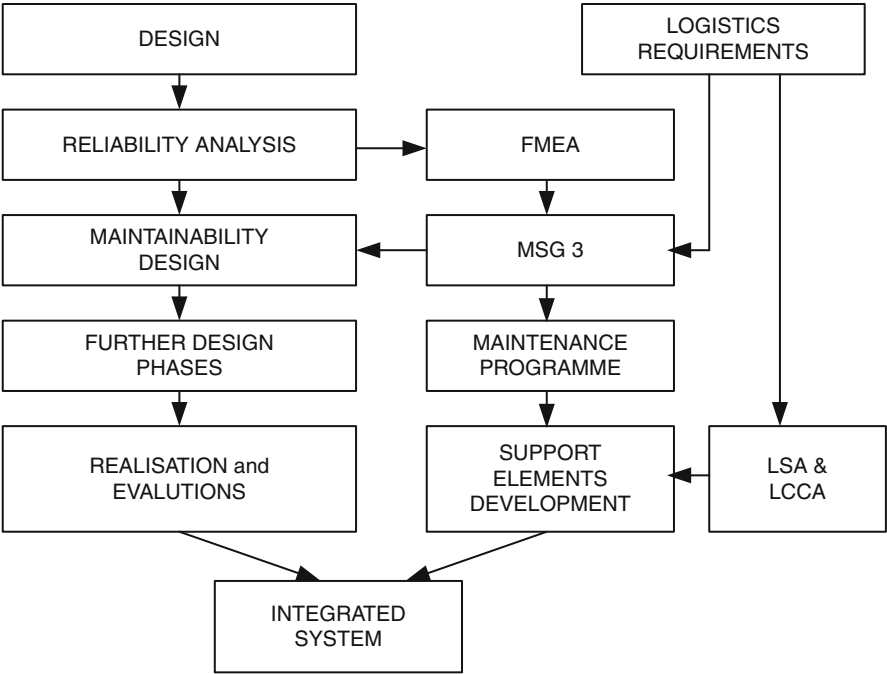 DESIGN
LOGISTICS
REQUIREMENTS
RELIABILITY ANALYSIS
FMEA
MAINTAINABILITY
DESIGN
MSG 3
FURTHER DESIGN
PHASES
MAINTENANCE
PROGRAMME
REALISATION and
EVALUTIONS
SUPPORT
ELEMENTS
DEVELOPMENT
LSA &
LCCA
INTEGRATED
SYSTEM